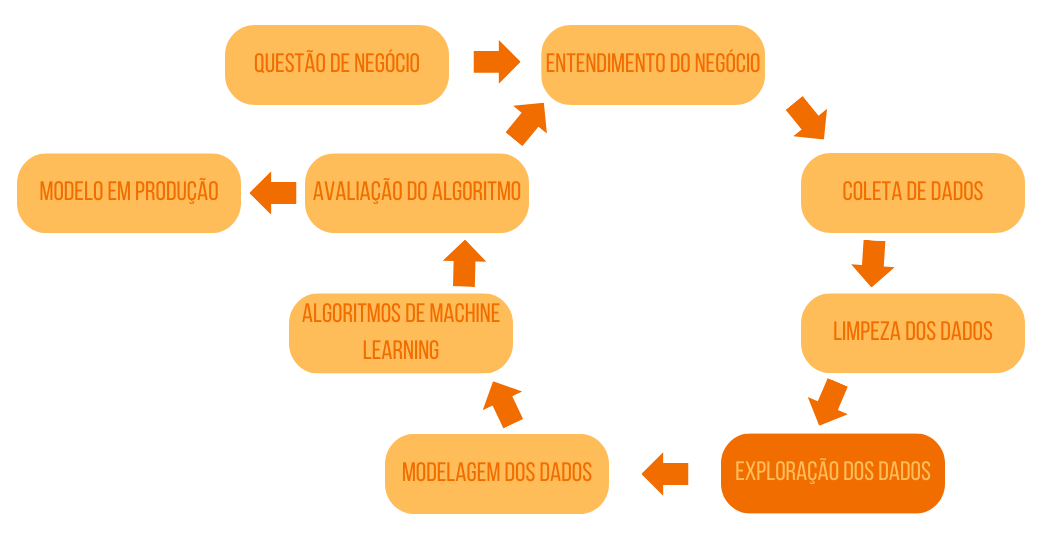 QUESTÃO DE NEGÓCIO
ENTENDIMENTO DO NEGÓCIO
MODELO EM PRODUÇÃO
AVALIAÇÃO DO ALGORITMO
COLETA DE DADOS
ALGORITMOS DE MACHINE
LEARNING
LIMPEZA DOS DADOS
MODELAGEM DOS DADOS
EXPLORAÇÃO DOS DADOS